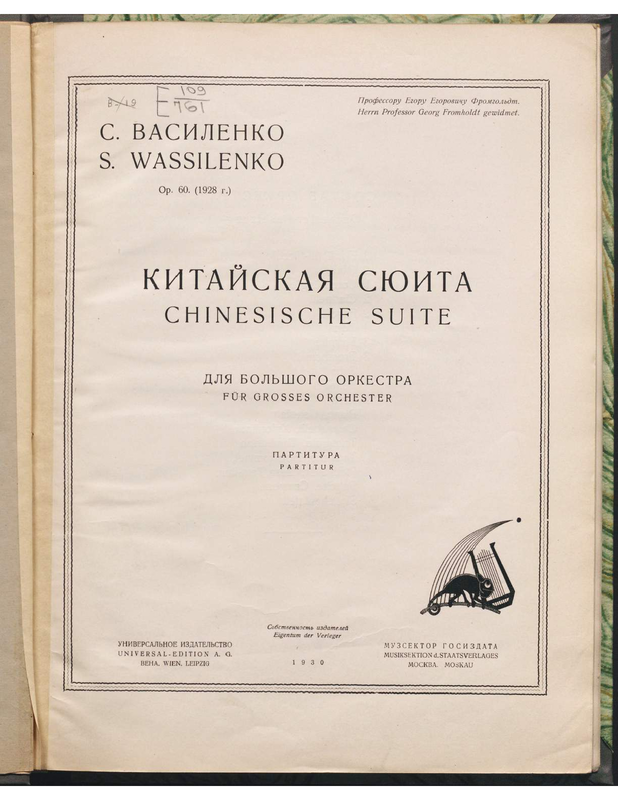 E 109
761
Профессору Егору Егоровичу Фромгольдт.
Herrn Professor Georg Fromholdt gewidmet.
С. ВАСИЛЕНКО
S. WASSILENKO
Op. 60. (1928 г.)
КИТАЙСКАЯ СЮИТА
CHINESISCHE SUITE
ДЛЯ БОЛЬШОГО ОРКЕСТРА
FÜR GROSSES ORCHESTER
ПАРТИТУРА
PARTITUR
Собственность издателей
Eigentum der Verleger
УНИВЕРСАЛЬНОЕ ИЗДАТЕЛЬСТВО
UNIVERSAL-EDITION A. G.
ВЕНА, WIEN, LEIPZIG
1930
МУЗСЕКТОР ГОСИЗДАТА
MUSIKSEKTION d. STAATSVERLAGES
МОСКВА, MOSKAU